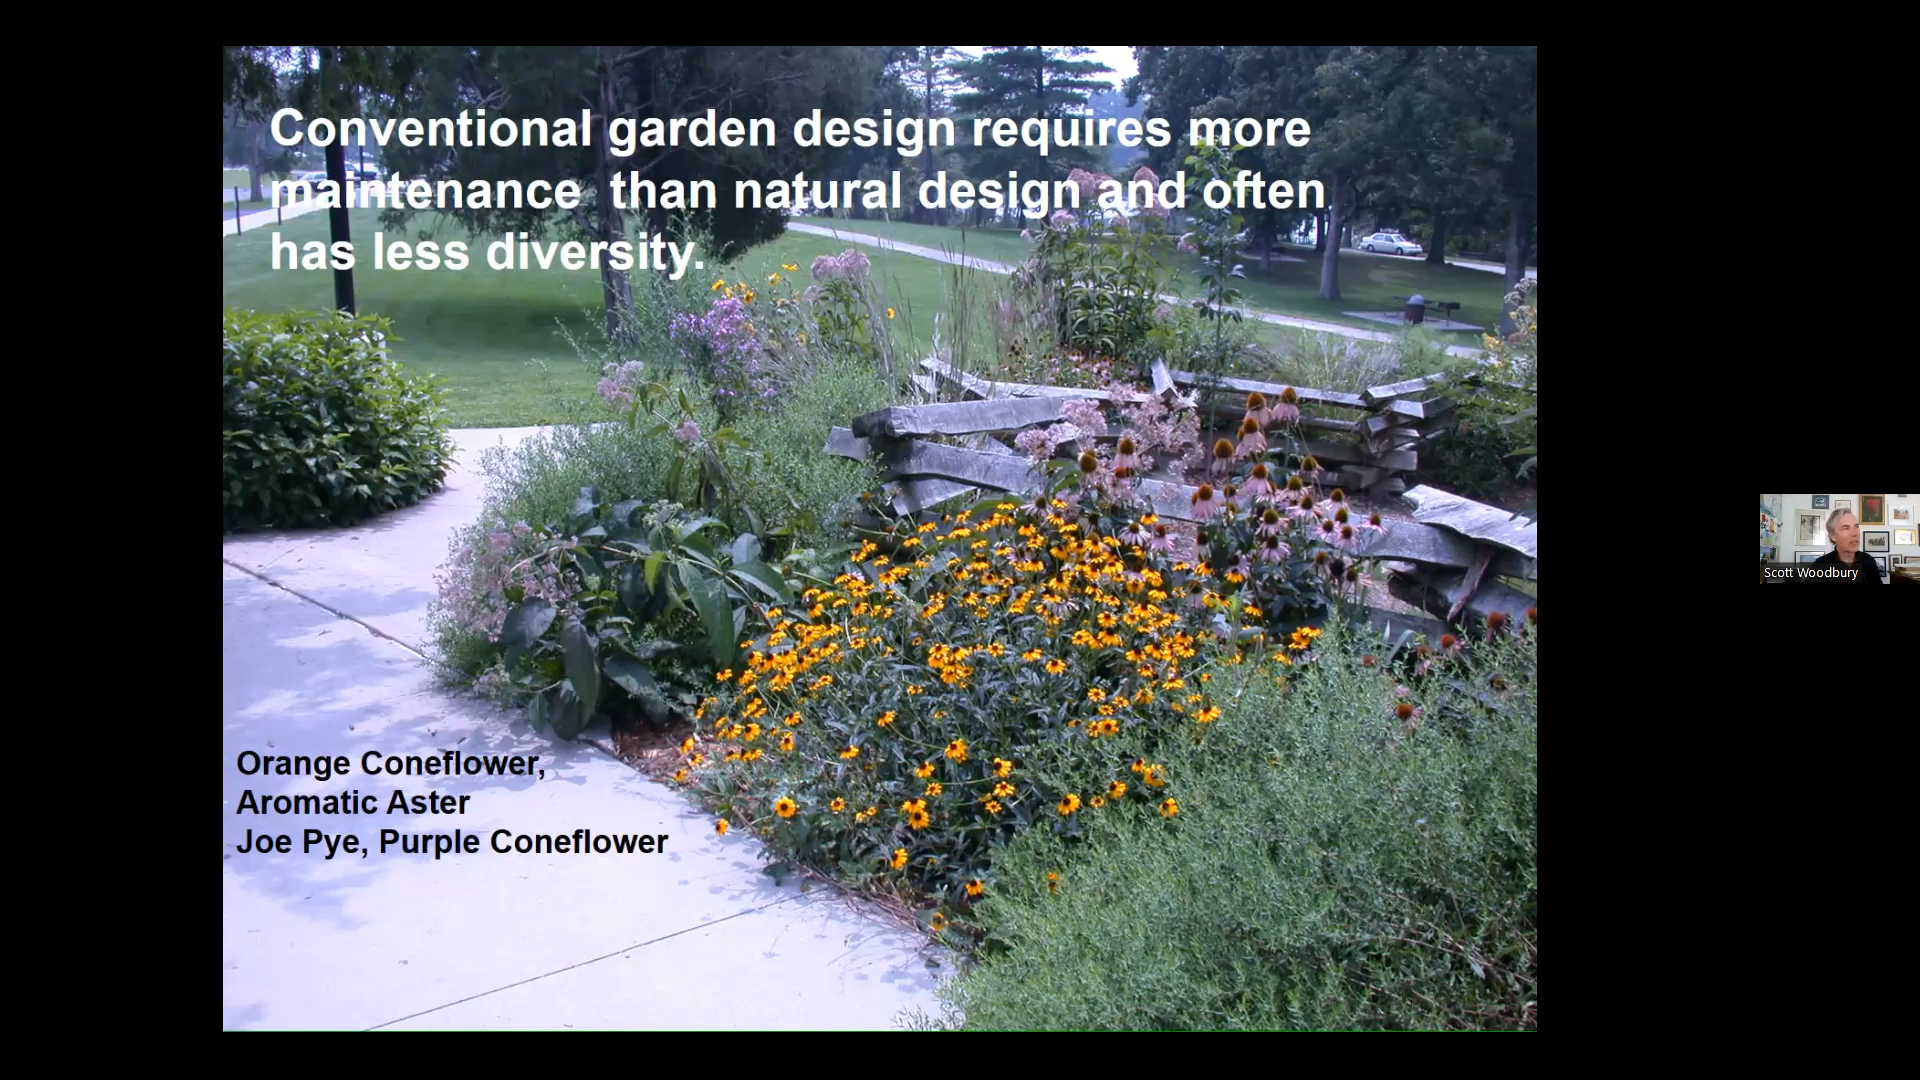 Conventional garden design requires more
maintenance  than natural design and often
has less diversity.
Orange Coneflower,
Aromatic Aster
Joe Pye, Purple Coneflower
Scott Woodbury